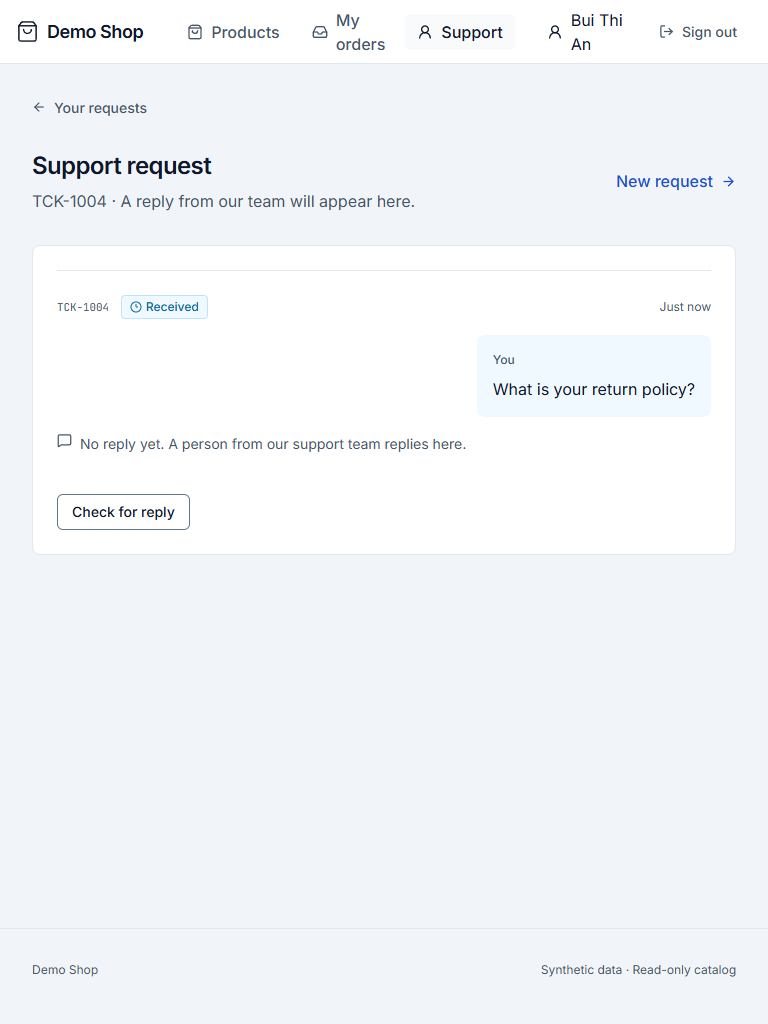 Demo Shop
Products
My
orders
Support
Bui Thi
An
Sign out
Your requests
Support request
New request
TCK-1004 · A reply from our team will appear here.
TCK-1004
Received
Just now
You
What is your return policy?
No reply yet. A person from our support team replies here.
Check for reply
Demo Shop
Synthetic data · Read-only catalog